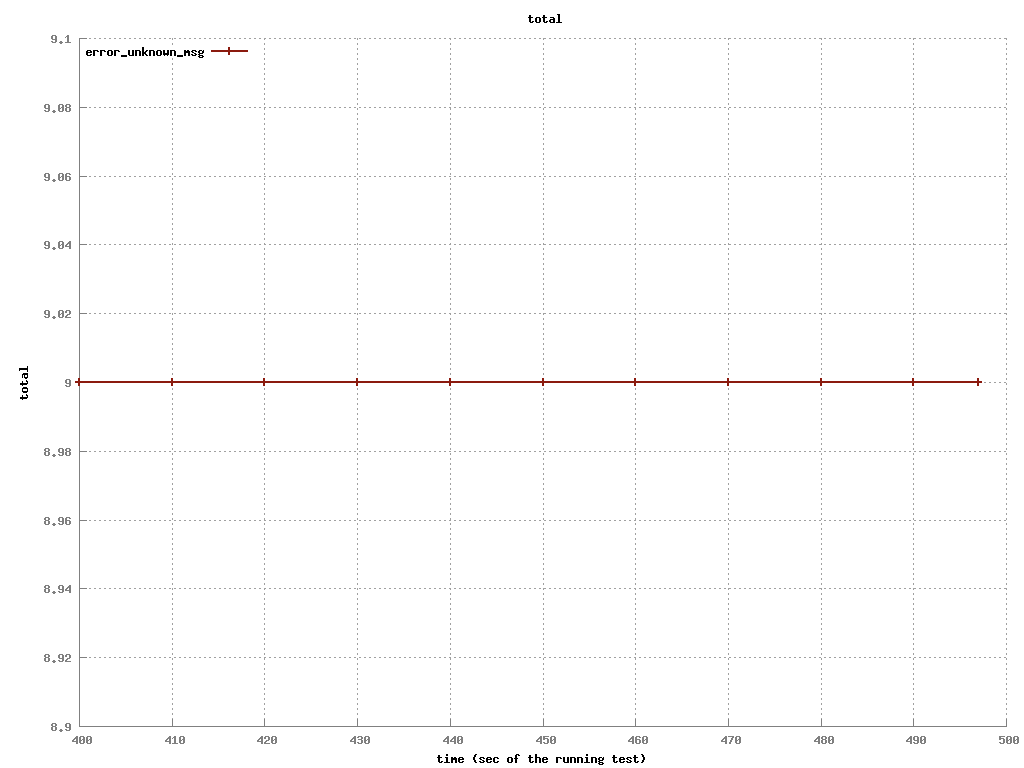 total
9.1
error_unknown_msg
9.08
9.06
9.04
9.02
total
9
8.98
8.96
8.94
8.92
8.9
400 410 420 430 440 450 460 470 480 490 500
time (sec of the running test)